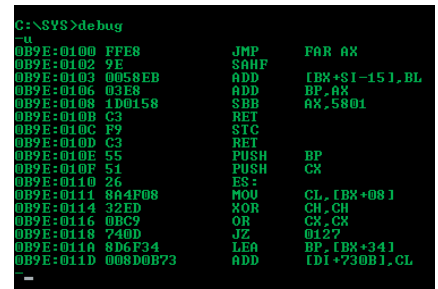 C:\SYS>debug
-u
0B9E:0100 FFE8 JMP FAR AX
0B9E:0102 9E SAHF
0B9E:0103 0058EB ADD [BX+SI-15],BL
0B9E:0106 03E8 ADD BP,AX
0B9E:0108 1D0158 SBB AX,5801
0B9E:010B C3 RET
0B9E:010C F9 STC
0B9E:010D C3 RET
0B9E:010E 55 PUSH BP
0B9E:010F 51 PUSH CX
0B9E:0110 26 ES:
0B9E:0111 8A4F08 MOV CL,[BX+08]
0B9E:0114 32ED XOR CH,CH
0B9E:0116 0BC9 OR CX,CX
0B9E:0118 740D JZ 0127
0B9E:011A 8D6F34 LEA BP,[BX+34]
0B9E:011D 008D0B73 ADD [DI+730B],CL
-